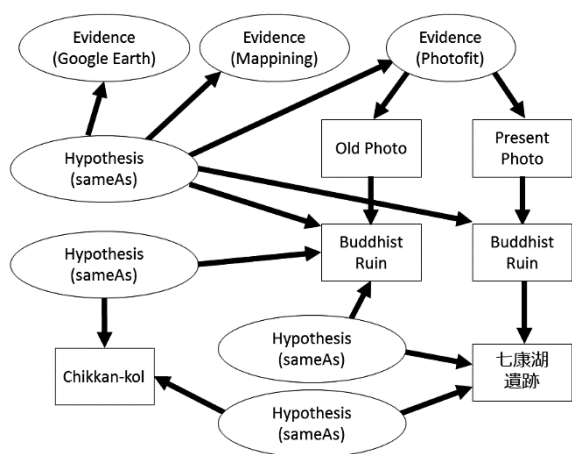 Evidence
(Google Earth)
Evidence
(Mappining)
Evidence
(Photofit)
Hypothesis
(sameAs)
Old Photo
Present
Photo
Hypothesis
(sameAs)
Buddhist
Ruin
Buddhist
Ruin
Chikkan-kol
Hypothesis
(sameAs)
七康湖
遺跡
Hypothesis
(sameAs)